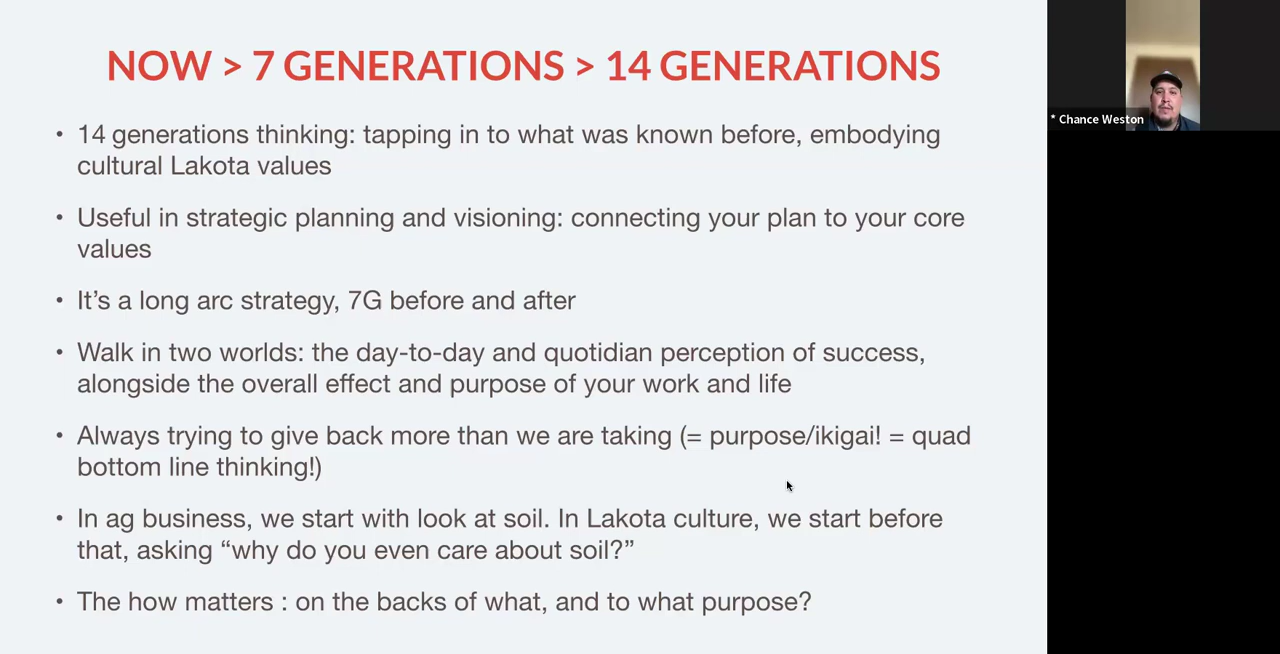 NOW > 7 GENERATIONS > 14 GENERATIONS
• 14 generations thinking: tapping in to what was known before, embodying
cultural Lakota values
• Useful in strategic planning and visioning: connecting your plan to your core
values
• It’s a long arc strategy, 7G before and after
• Walk in two worlds: the day-to-day and quotidian perception of success,
alongside the overall effect and purpose of your work and life
• Always trying to give back more than we are taking (= purpose/ikigai! = quad
bottom line thinking!)
• In ag business, we start with look at soil. In Lakota culture, we start before
that, asking “why do you even care about soil?”
• The how matters : on the backs of what, and to what purpose?
* Chance Weston